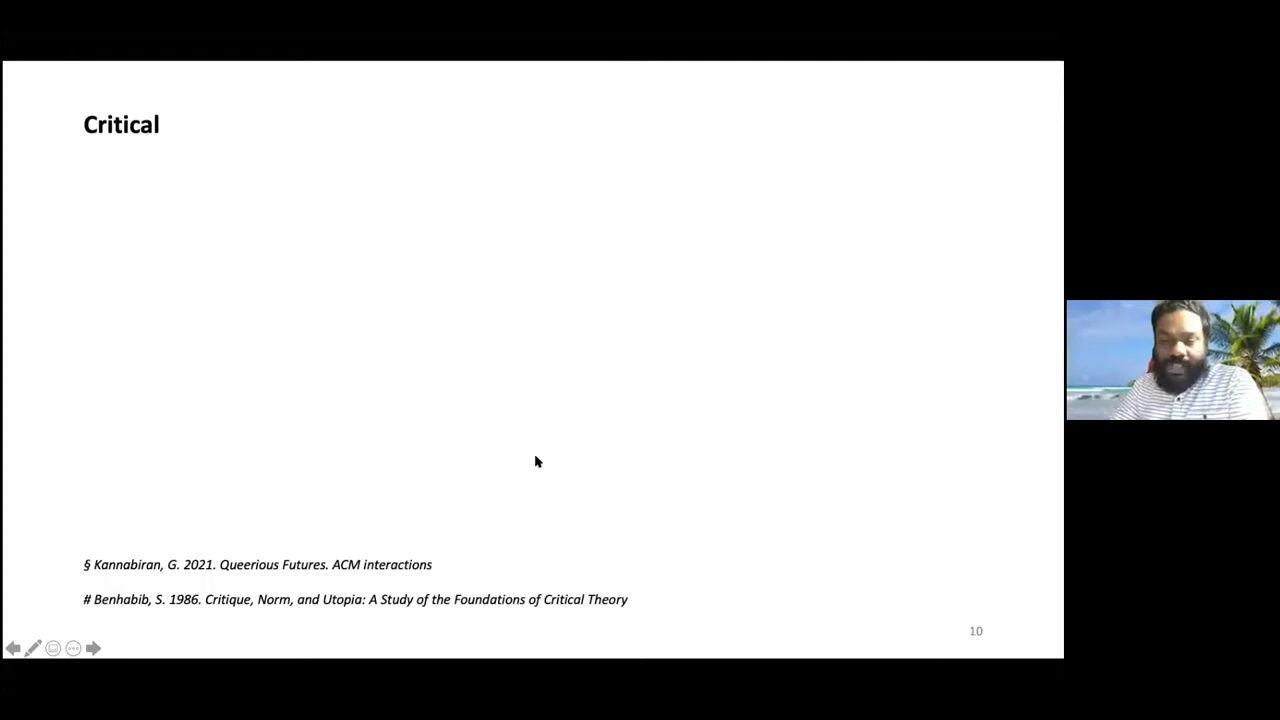 Critical
§ Kannabiran, G. 2021. Queerious Futures. ACM interactions
# Benhabib, S. 1986. Critique, Norm, and Utopia: A Study of the Foundations of Critical Theory
10